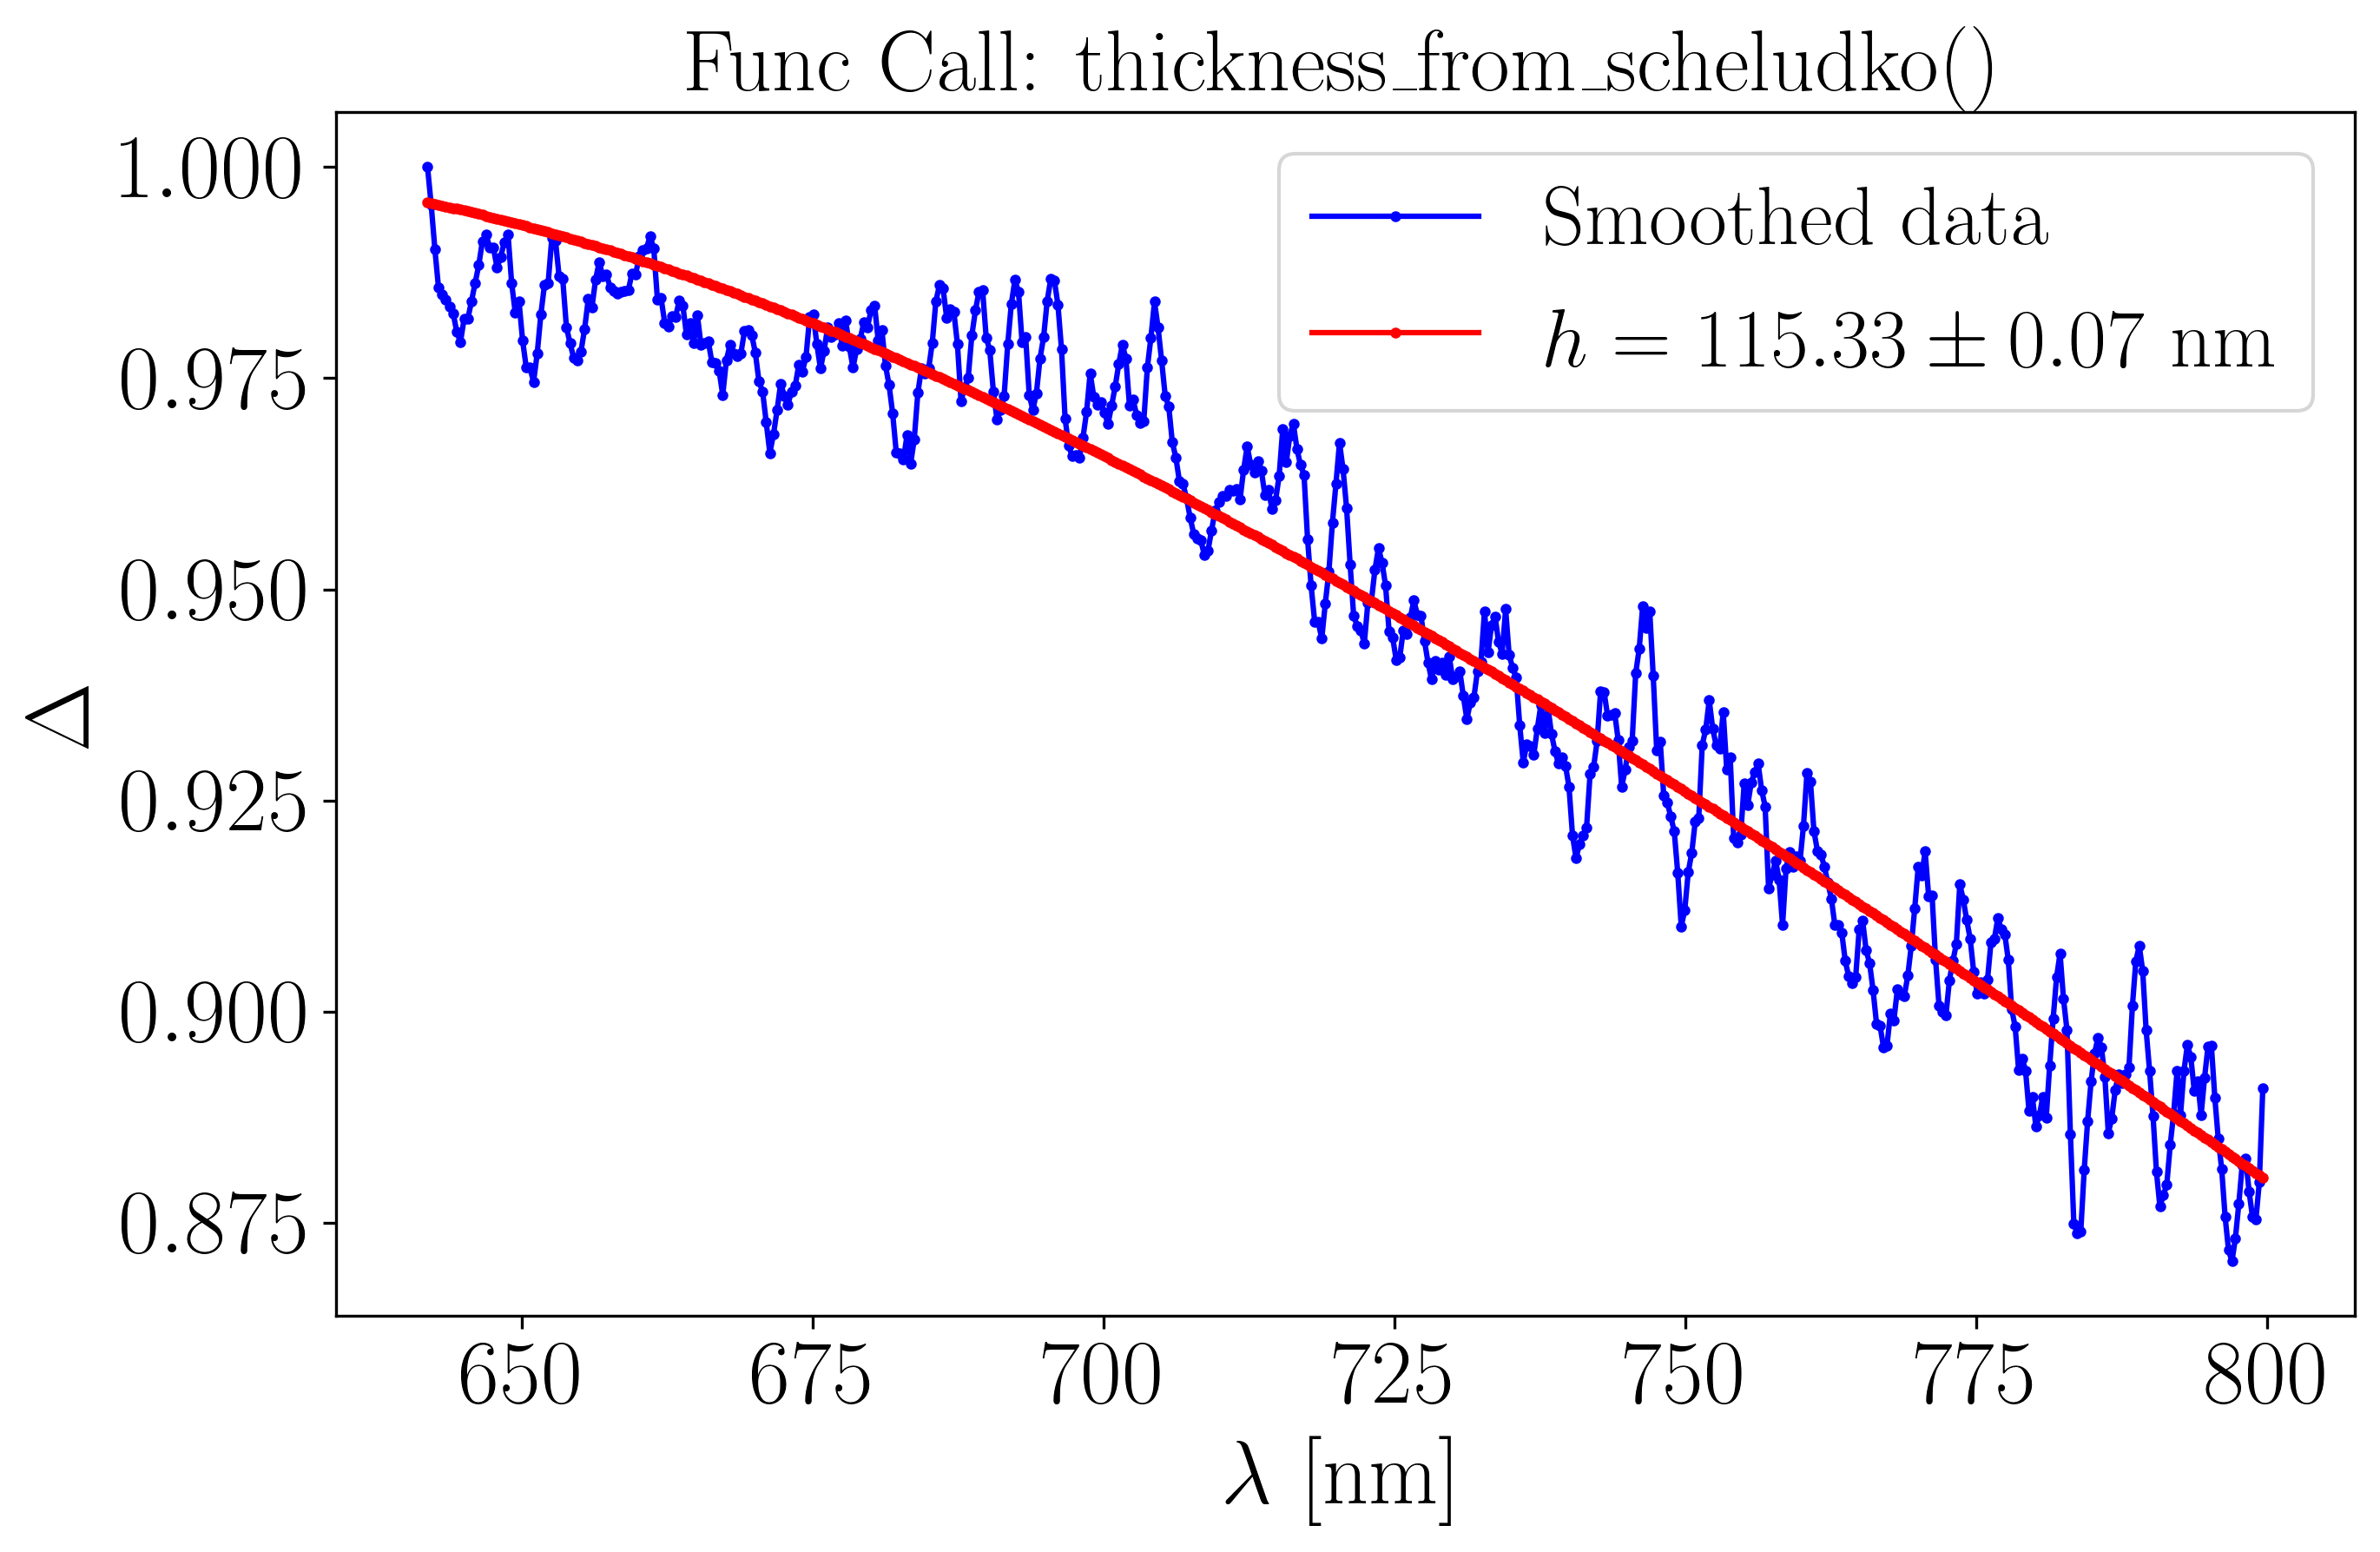 Func Call: thickness_from_scheludko()
Smoothed data
h = 115.33 ± 0.07 nm
1.000
0.975
0.950
0.925
0.900
0.875
Δ
650 675 700 725 750 775 800
λ [nm]